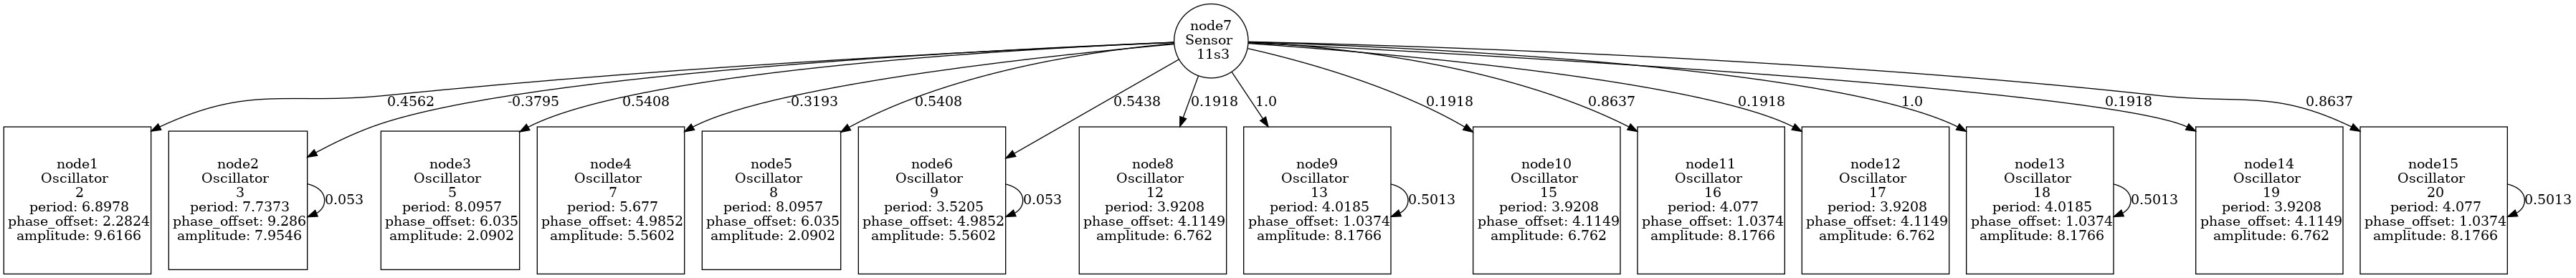 node7
Sensor
11s3
0.4562
-0.3795
0.5408
-0.3193
0.5408
0.5438
0.1918
1.0
0.1918
0.8637
0.1918
1.0
0.1918
0.8637
node1
Oscillator
2
period: 6.8978
phase_offset: 2.2824
amplitude: 9.6166
node2
Oscillator
3
period: 7.7373
phase_offset: 9.286
amplitude: 7.9546
0.053
node3
Oscillator
5
period: 8.0957
phase_offset: 6.035
amplitude: 2.0902
node4
Oscillator
7
period: 5.677
phase_offset: 4.9852
amplitude: 5.5602
node5
Oscillator
8
period: 8.0957
phase_offset: 6.035
amplitude: 2.0902
node6
Oscillator
9
period: 3.5205
phase_offset: 4.9852
amplitude: 5.5602
0.053
node8
Oscillator
12
period: 3.9208
phase_offset: 4.1149
amplitude: 6.762
node9
Oscillator
13
period: 4.0185
phase_offset: 1.0374
amplitude: 8.1766
0.5013
node10
Oscillator
15
period: 3.9208
phase_offset: 4.1149
amplitude: 6.762
node11
Oscillator
16
period: 4.077
phase_offset: 1.0374
amplitude: 8.1766
node12
Oscillator
17
period: 3.9208
phase_offset: 4.1149
amplitude: 6.762
node13
Oscillator
18
period: 4.0185
phase_offset: 1.0374
amplitude: 8.1766
0.5013
node14
Oscillator
19
period: 3.9208
phase_offset: 4.1149
amplitude: 6.762
node15
Oscillator
20
period: 4.077
phase_offset: 1.0374
amplitude: 8.1766
0.5013